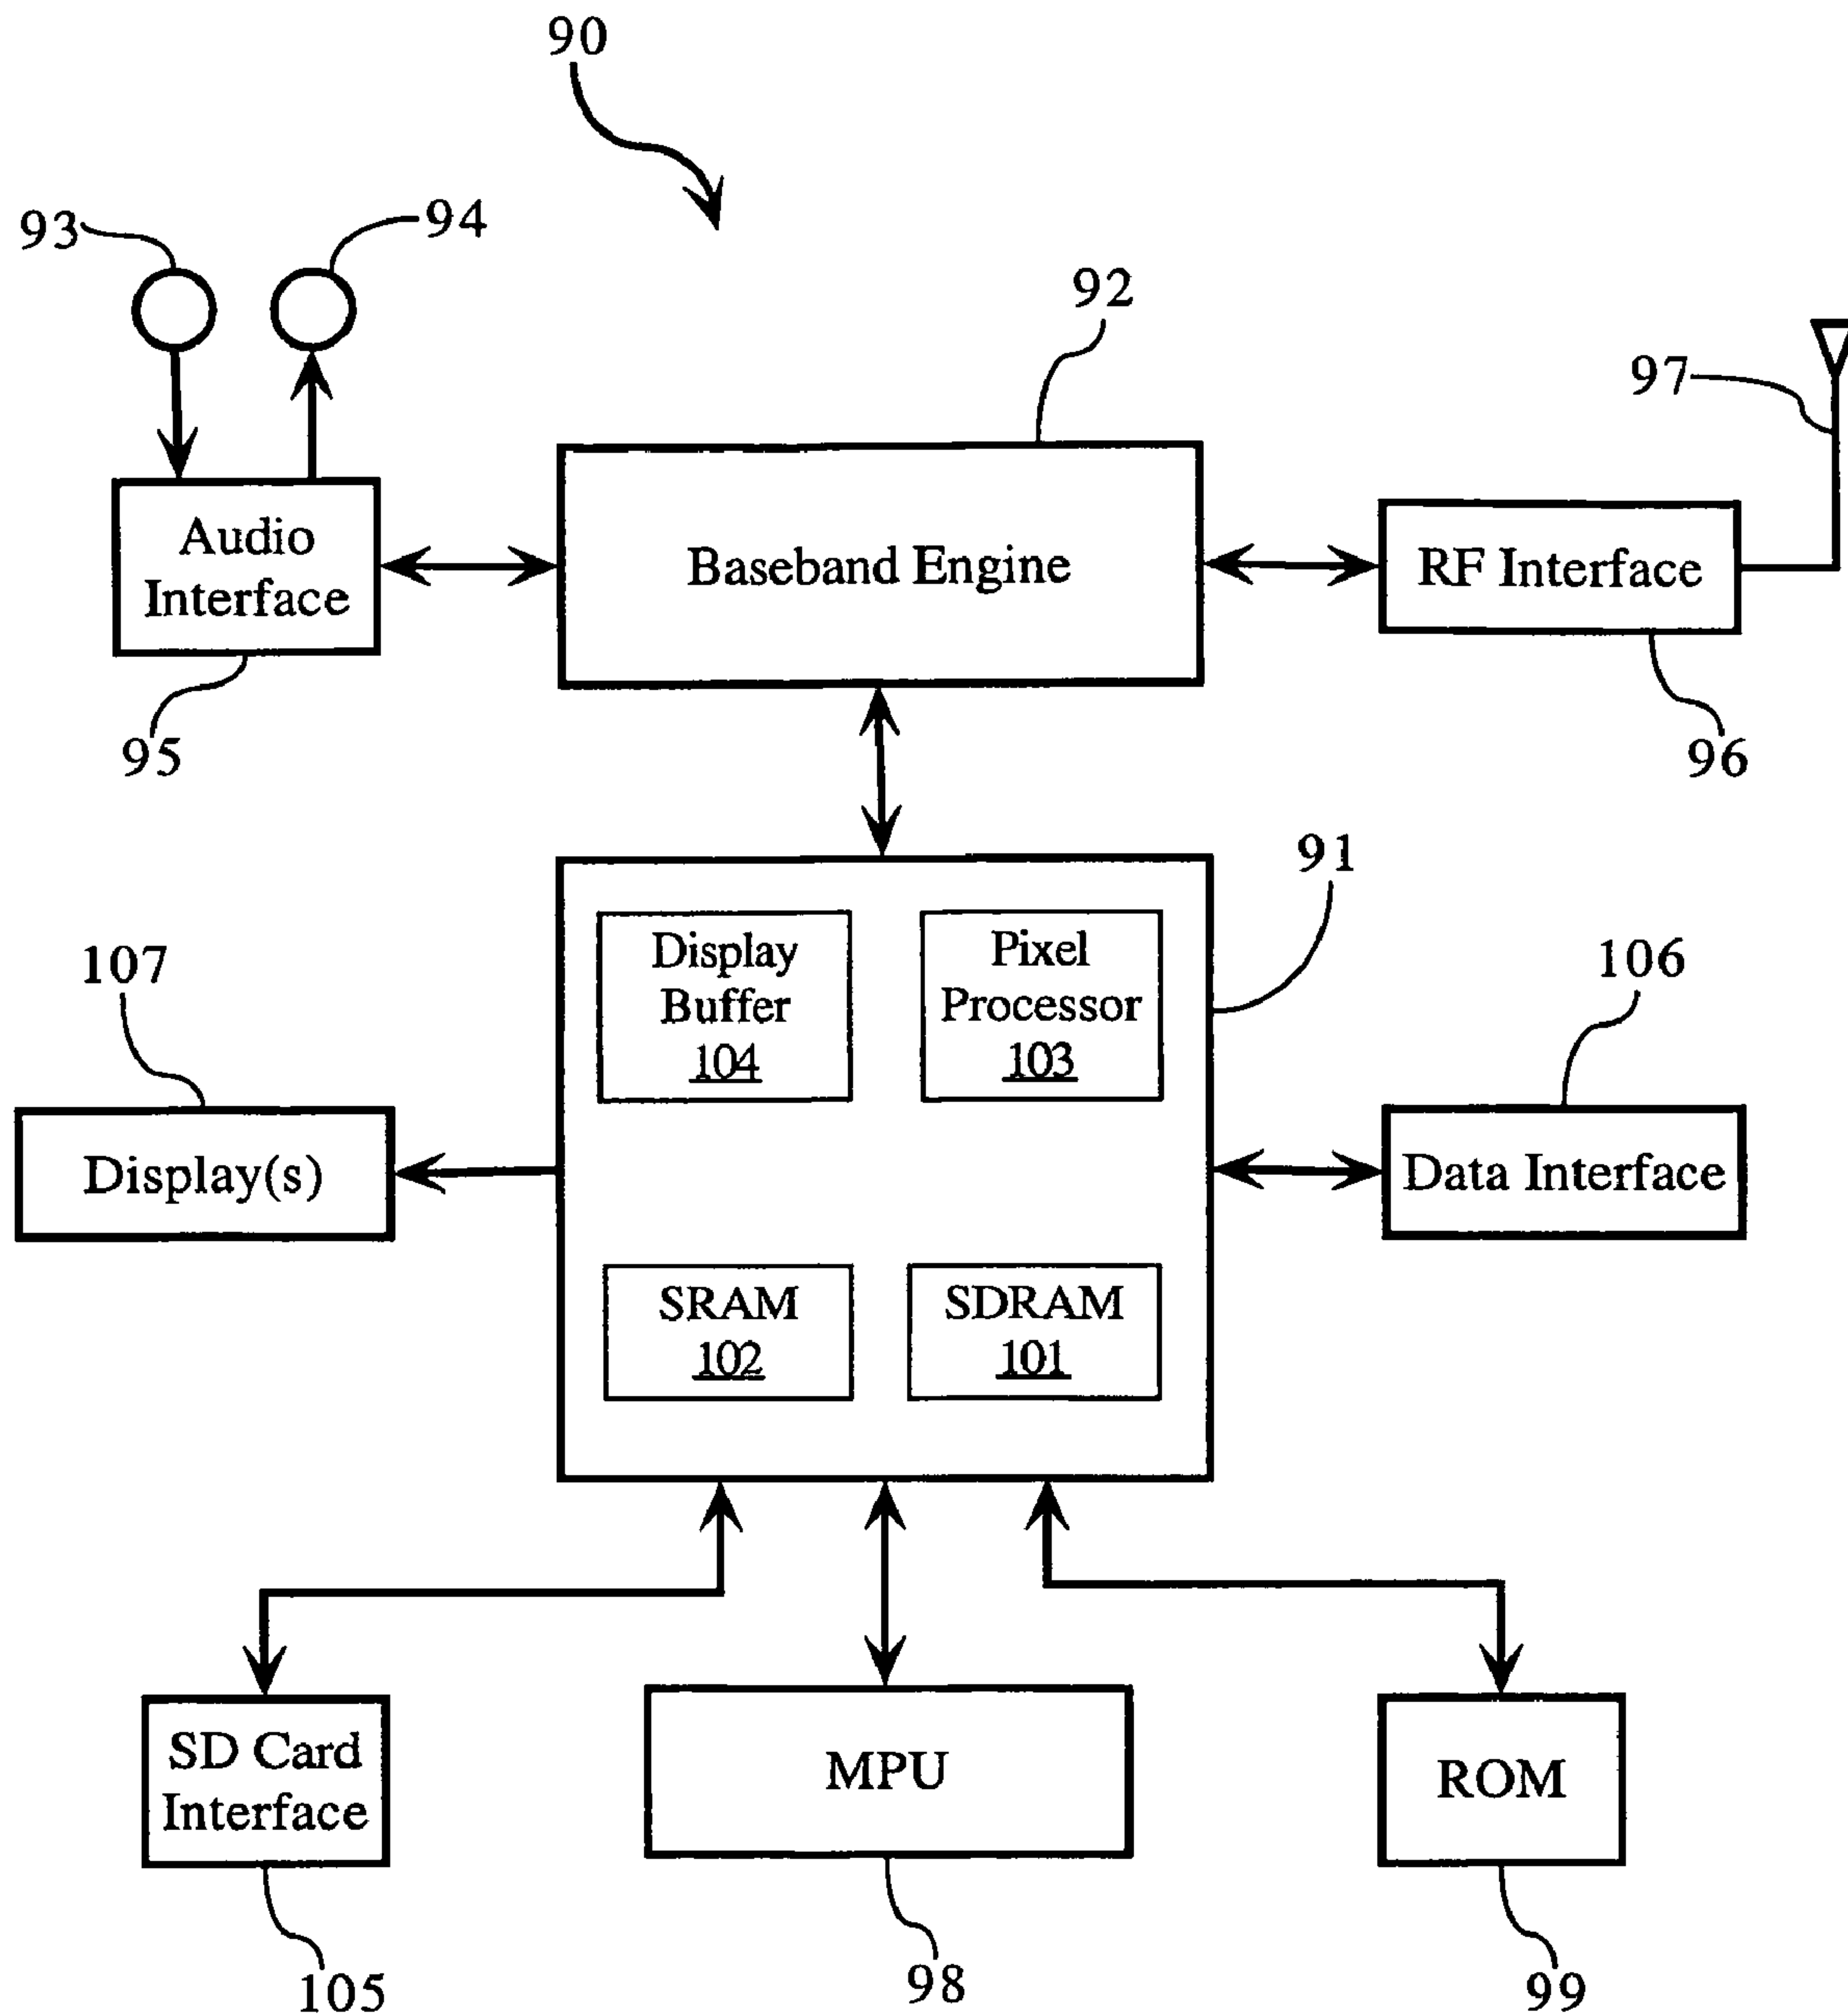 90
93
94
92
97
Audio
Interface
Baseband Engine
RF Interface
95
96
91
Display
Buffer
104
Pixel
Processor
103
107
106
Display(s)
Data Interface
SRAM
102
SDRAM
101
SD Card
Interface
MPU
ROM
105
98
99